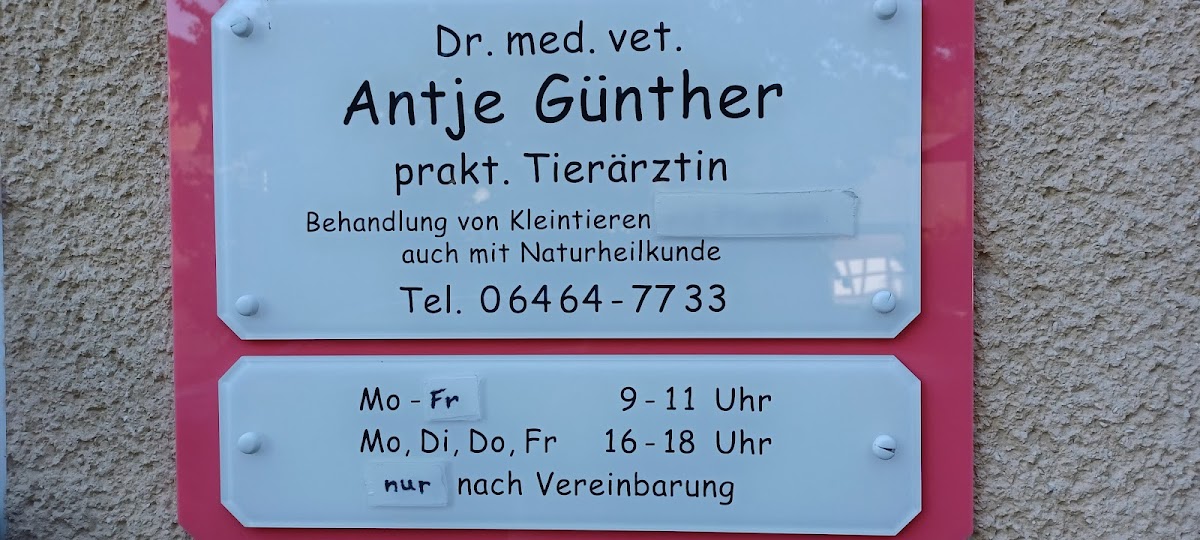 Dr. med. vet.
Antje Günther
prakt. Tierärztin
Behandlung von Kleintieren
auch mit Naturheilkunde
Tel. 06464-7733
Mo - Fr 9-11 Uhr
Mo, Di, Do, Fr 16-18 Uhr
nur nach Vereinbarung